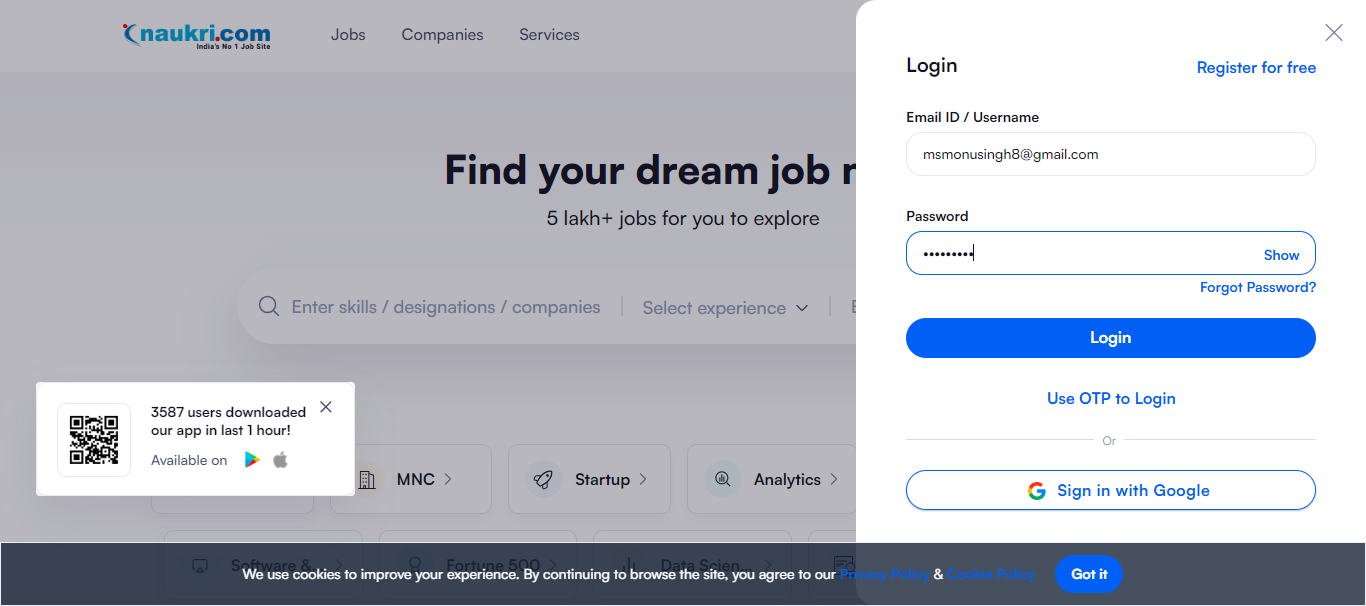 naukri.com
India's No 1 Job Site
Jobs
Companies
Services
Find your dream job
5 lakh+ jobs for you to explore
Enter skills / designations / companies
Select experience
3587 users downloaded
our app in last 1 hour!
Available on
MNC
Startup
Analytics
Software &
Fortune 500
Data Scien...
Login
Register for free
Email ID / Username
msmonusingh8@gmail.com
Password
•••••••••
Show
Forgot Password?
Login
Use OTP to Login
Or
Sign in with Google
We use cookies to improve your experience. By continuing to browse the site, you agree to our Privacy Policy & Cookie Policy
Got it